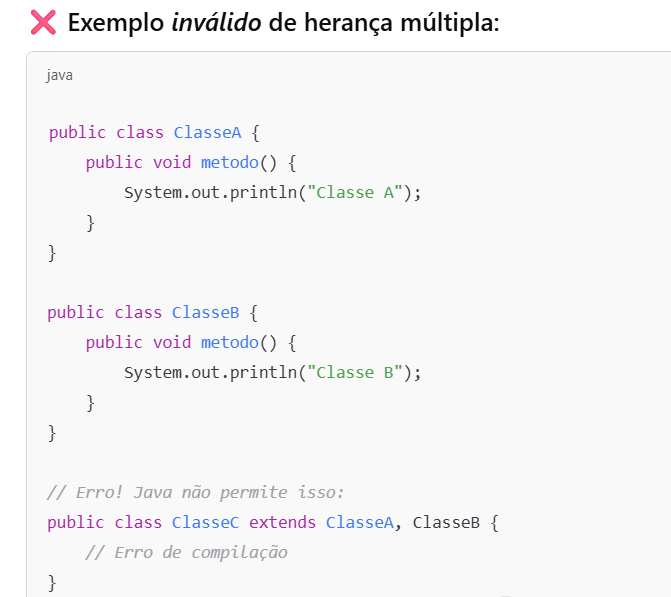 ❌ Exemplo inválido de herança múltipla:
java
public class ClasseA {
    public void metodo() {
        System.out.println("Classe A");
    }
}
public class ClasseB {
    public void metodo() {
        System.out.println("Classe B");
    }
}
// Erro! Java não permite isso:
public class ClasseC extends ClasseA, ClasseB {
    // Erro de compilação
}